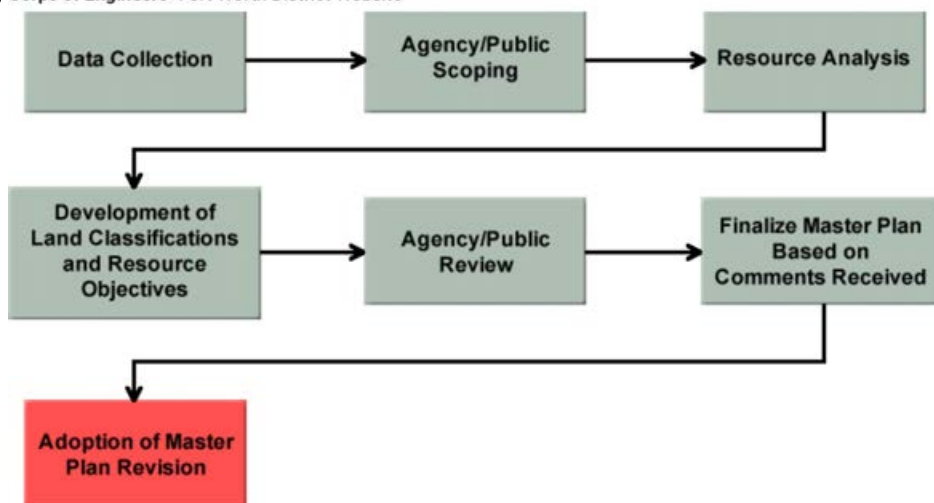 Data Collection
Agency/Public
Scoping
Resource Analysis
Development of
Land Classifications
and Resource
Objectives
Agency/Public
Review
Finalize Master Plan
Based on
Comments Received
Adoption of Master
Plan Revision